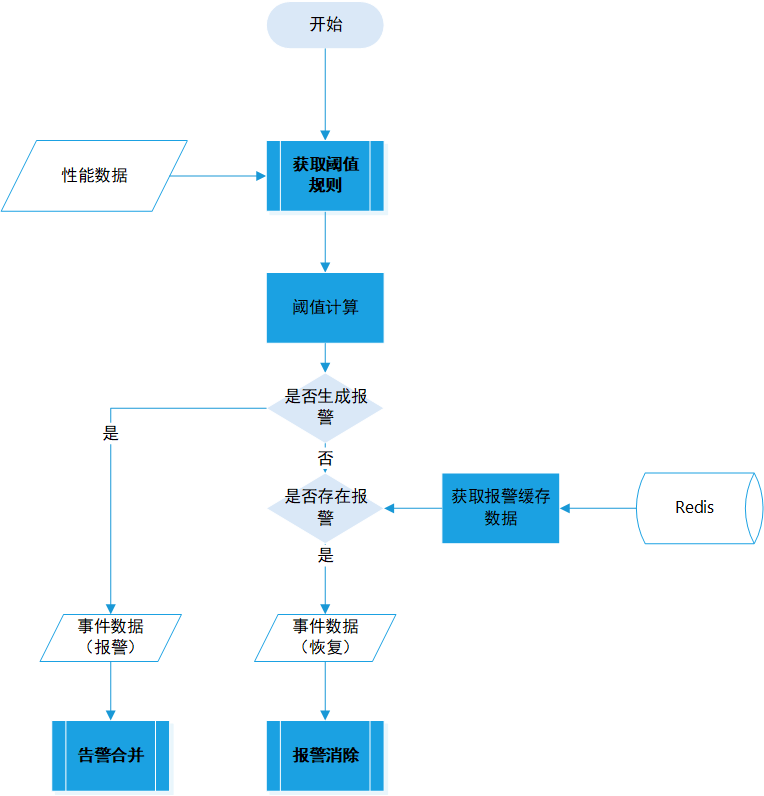 开始
性能数据
获取阈值
规则
阈值计算
是否生成报
警
是
否
是否存在报
警
获取报警缓存
数据
Redis
是
事件数据
（报警）
事件数据
（恢复）
告警合并
报警消除